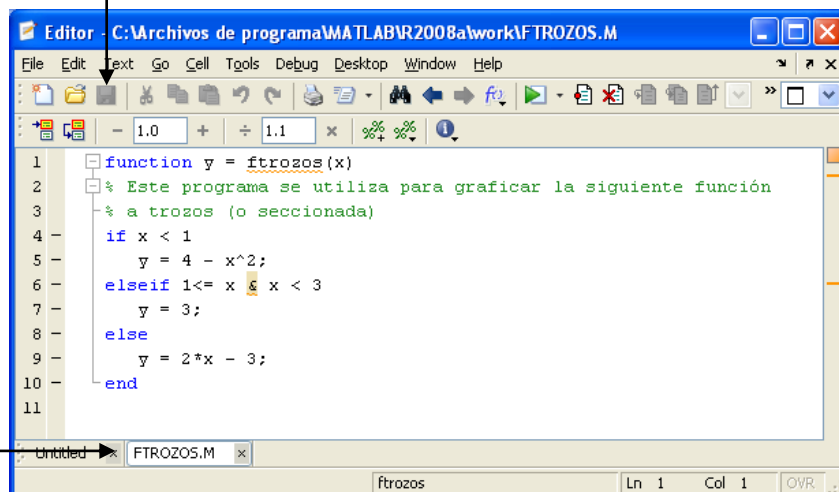 Editor - C:\Archivos de programa\MATLAB\R2008a\work\FTROZOS.M
File Edit Text Go Cell Tools Debug Desktop Window Help
- 1.0 + ÷ 1.1 ×
1 function y = ftrozos(x)
2 % Este programa se utiliza para graficar la siguiente función
3 % a trozos (o seccionada)
4 - if x < 1
5 - y = 4 - x^2;
6 - elseif 1<= x & x < 3
7 - y = 3;
8 - else
9 - y = 2*x - 3;
10 - end
11
Untitled × FTROZOS.M ×
ftrozos Ln 1 Col 1 OVR